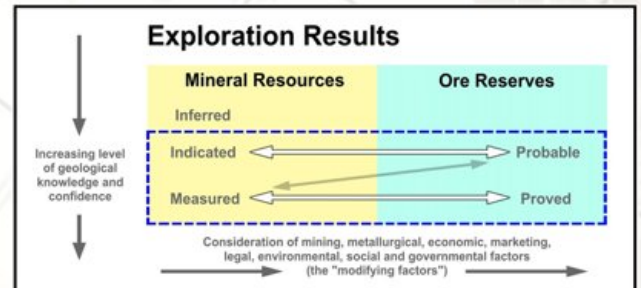 Exploration Results
Mineral Resources
Ore Reserves
Inferred
Increasing level
of geological
knowledge and
confidence
Indicated
Probable
Measured
Proved
Consideration of mining, metallurgical, economic, marketing,
legal, environmental, social and governmental factors
(the "modifying factors")